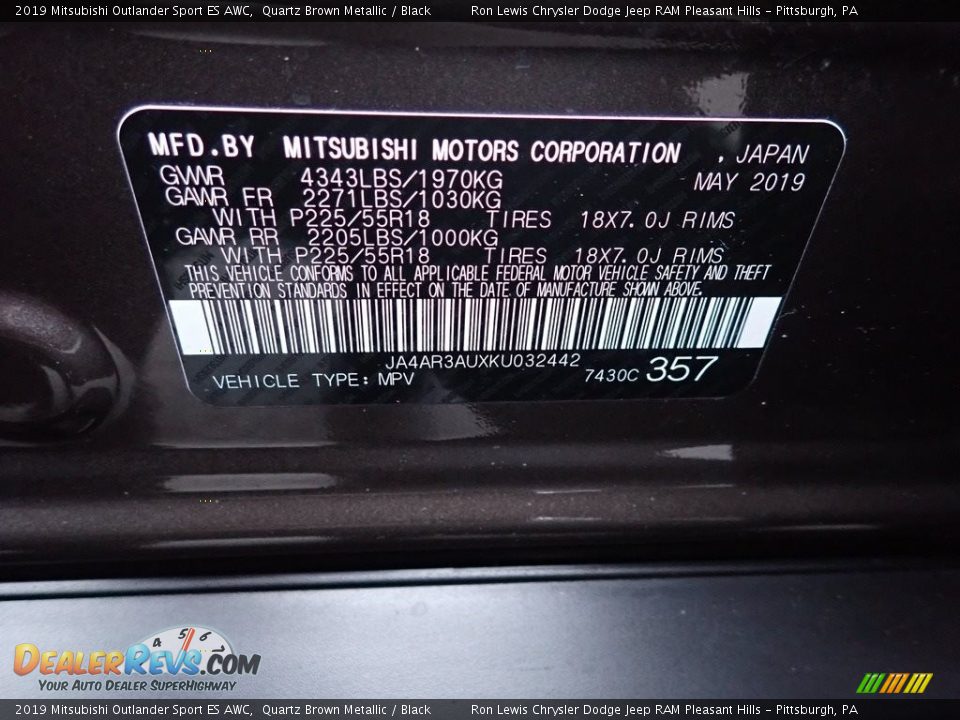 2019 Mitsubishi Outlander Sport ES AWC, Quartz Brown Metallic / Black Ron Lewis Chrysler Dodge Jeep RAM Pleasant Hills - Pittsburgh, PA
MFD.BY MITSUBISHI MOTORS CORPORATION , JAPAN
GVWR 4343LBS/1970KG MAY 2019
GAWR FR 2271LBS/1030KG
WITH P225/55R18 TIRES 18X7.0J RIMS
GAWR RR 2205LBS/1000KG
WITH P225/55R18 TIRES 18X7.0J RIMS
THIS VEHICLE CONFORMS TO ALL APPLICABLE FEDERAL MOTOR VEHICLE SAFETY AND THEFT
PREVENTION STANDARDS IN EFFECT ON THE DATE OF MANUFACTURE SHOWN ABOVE.
JA4AR3AUXKU032442
VEHICLE TYPE: MPV 7430C 357
4 5 6
DEALERREVS.COM
YOUR AUTO DEALER SUPERHIGHWAY
2019 Mitsubishi Outlander Sport ES AWC, Quartz Brown Metallic / Black Ron Lewis Chrysler Dodge Jeep RAM Pleasant Hills - Pittsburgh, PA